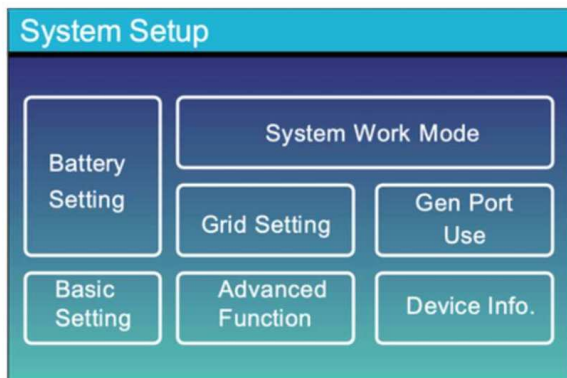 System Setup
Battery
Setting
System Work Mode
Grid Setting
Gen Port
Use
Basic
Setting
Advanced
Function
Device Info.